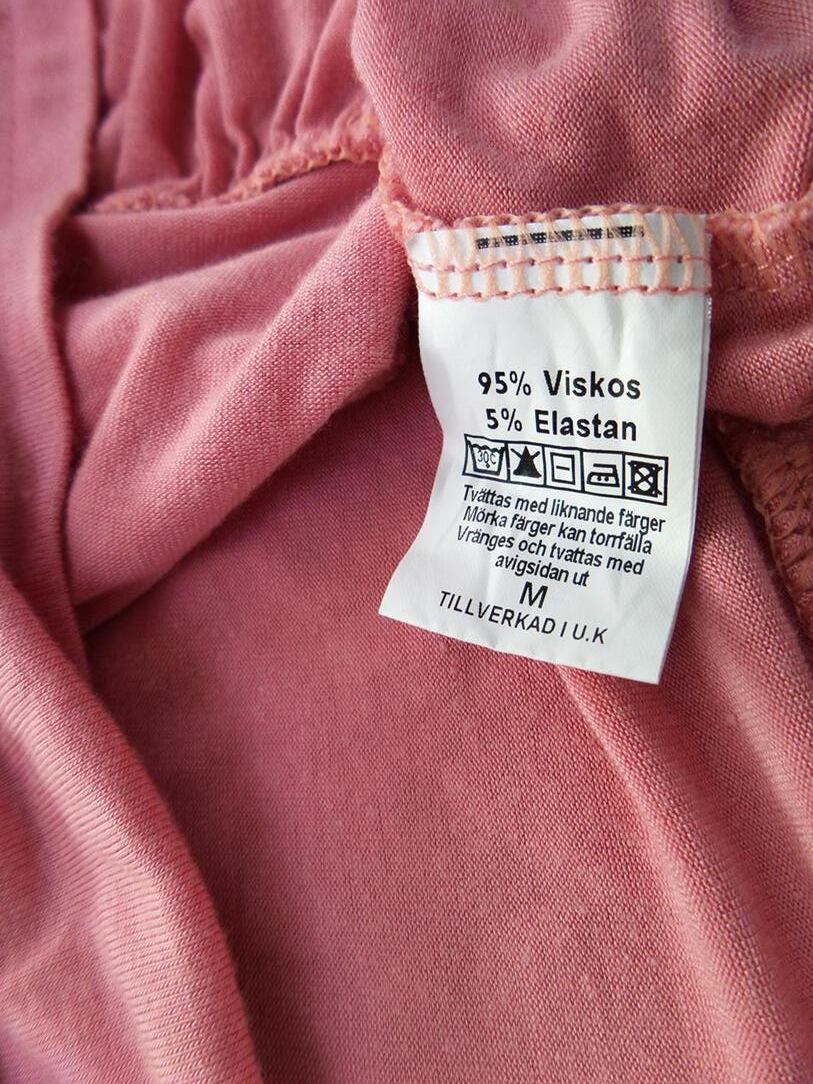 95% Viskos
5% Elastan
30C
Tvättas med liknande färger
Mörka färger kan torrfälla
Vränges och tvattas med
avigsidan ut
M
TILLVERKAD I U.K